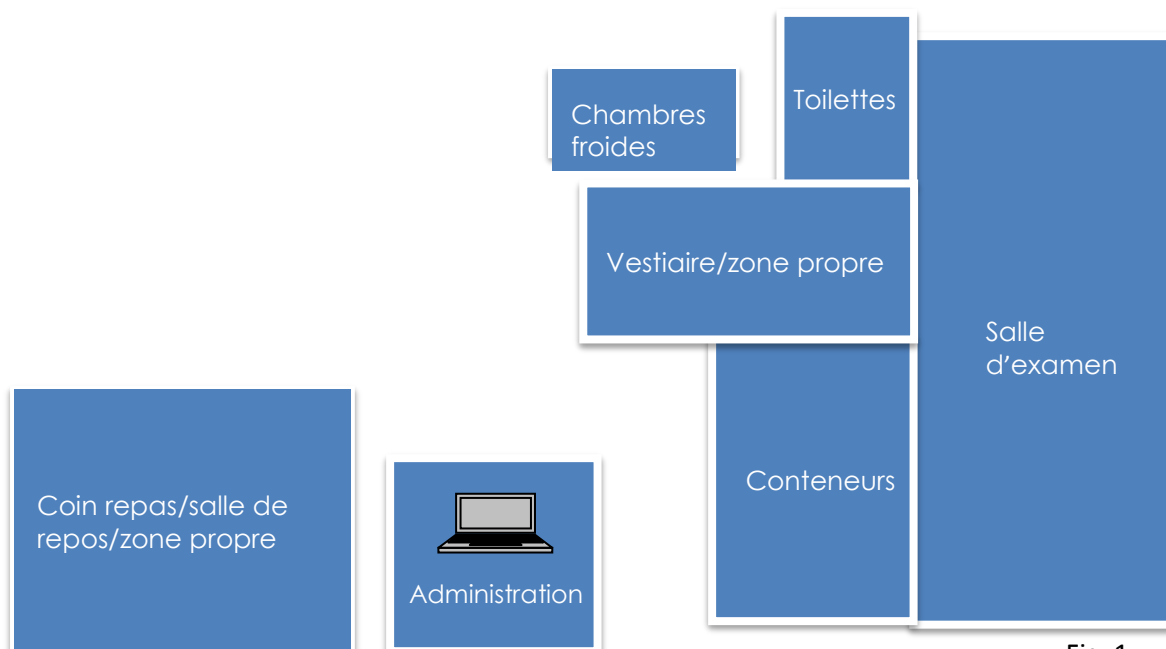 Toilettes
Chambres
froides
Vestiaire/zone propre
Salle
d’examen
Conteneurs
Coin repas/salle de
repos/zone propre
Administration